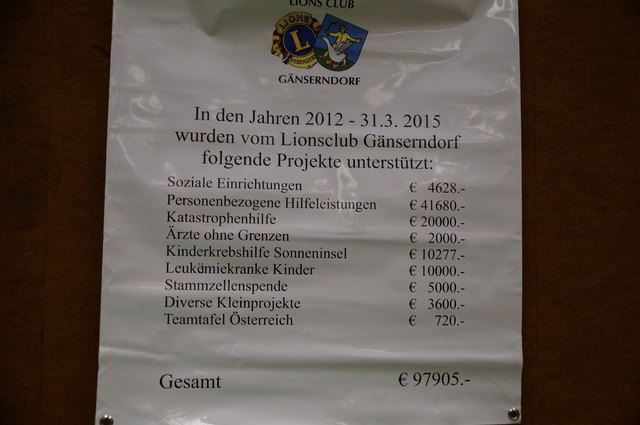 LIONS CLUB
LIONS
L
GÄNSERNDORF
In den Jahren 2012 - 31.3. 2015
wurden vom Lionsclub Gänserndorf
folgende Projekte unterstützt:
Soziale Einrichtungen € 4628.-
Personenbezogene Hilfeleistungen € 41680.-
Katastrophenhilfe € 20000.-
Ärzte ohne Grenzen € 2000.-
Kinderkrebshilfe Sonneninsel € 10277.-
Leukämiekranke Kinder € 10000.-
Stammzellenspende € 5000.-
Diverse Kleinprojekte € 3600.-
Teamtafel Österreich € 720.-
Gesamt € 97905.-